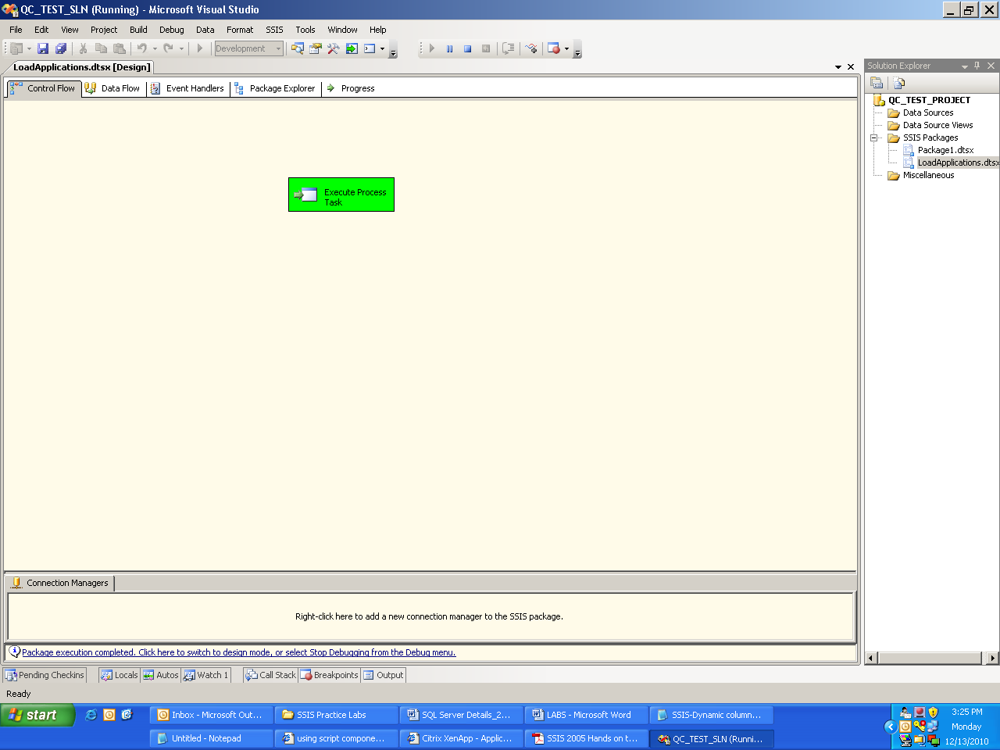 QC_TEST_SLN (Running) - Microsoft Visual Studio
File Edit View Project Build Debug Data Format SSIS Tools Window Help
Development
LoadApplications.dtsx [Design]
Control Flow Data Flow Event Handlers Package Explorer Progress
Execute Process
Task
Connection Managers
Right-click here to add a new connection manager to the SSIS package.
Package execution completed. Click here to switch to design mode, or select Stop Debugging from the Debug menu.
Solution Explorer
QC_TEST_PROJECT
Data Sources
Data Source Views
SSIS Packages
Package1.dtsx
LoadApplications.dtsx
Miscellaneous
Pending Checkins Locals Autos Watch 1 Call Stack Breakpoints Output
Ready
start
Inbox - Microsoft Out... SSIS Practice Labs SQL Server Details_2... LABS - Microsoft Word SSIS-Dynamic column...
Untitled - Notepad using script compone... Citrix XenApp - Applic... SSIS 2005 Hands on t... QC_TEST_SLN (Runni...
3:25 PM
Monday
12/13/2010